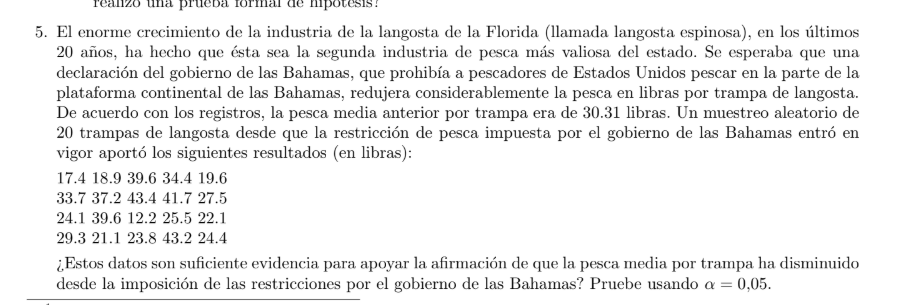 realizó una prueba formal de hipótesis?
5. El enorme crecimiento de la industria de la langosta de la Florida (llamada langosta espinosa), en los últimos
20 años, ha hecho que ésta sea la segunda industria de pesca más valiosa del estado. Se esperaba que una
declaración del gobierno de las Bahamas, que prohibía a pescadores de Estados Unidos pescar en la parte de la
plataforma continental de las Bahamas, redujera considerablemente la pesca en libras por trampa de langosta.
De acuerdo con los registros, la pesca media anterior por trampa era de 30.31 libras. Un muestreo aleatorio de
20 trampas de langosta desde que la restricción de pesca impuesta por el gobierno de las Bahamas entró en
vigor aportó los siguientes resultados (en libras):
17.4 18.9 39.6 34.4 19.6
33.7 37.2 43.4 41.7 27.5
24.1 39.6 12.2 25.5 22.1
29.3 21.1 23.8 43.2 24.4
¿Estos datos son suficiente evidencia para apoyar la afirmación de que la pesca media por trampa ha disminuido
desde la imposición de las restricciones por el gobierno de las Bahamas? Pruebe usando α = 0,05.